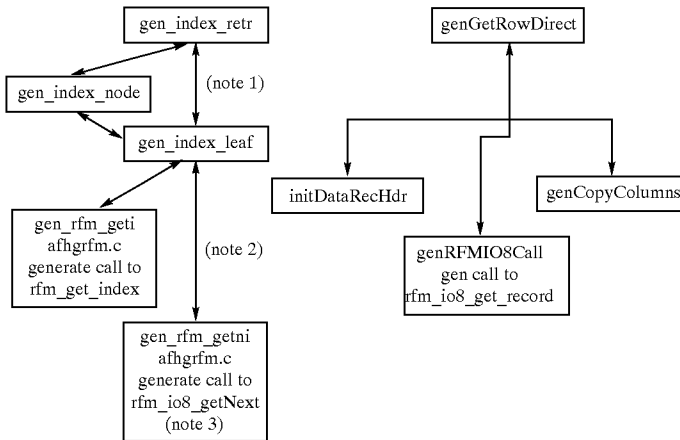 gen_index_retr
genGetRowDirect
(note 1)
gen_index_node
gen_index_leaf
initDataRecHdr
genCopyColumns
gen_rfm_geti
afhgrfm.c
generate call to
rfm_get_index
(note 2)
genRFMIO8Call
gen call to
rfm_io8_get_record
gen_rfm_getni
afhgrfm.c
generate call to
rfm_io8_getNext
(note 3)